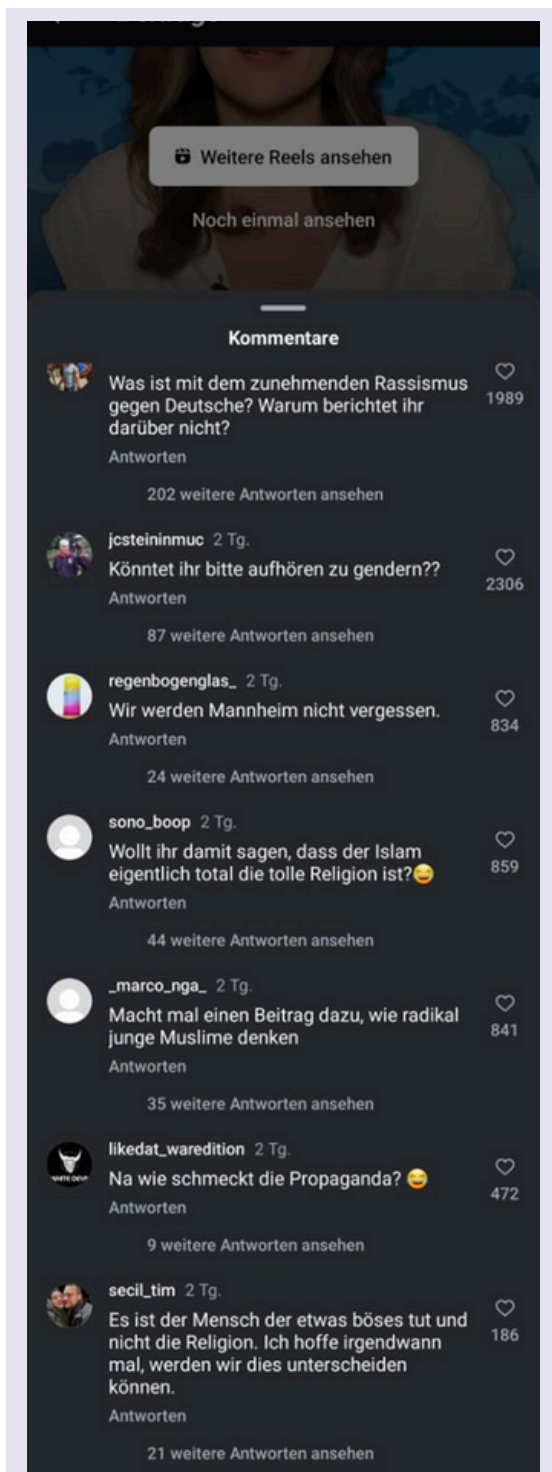 Weitere Reels ansehen
Noch einmal ansehen
Kommentare
Was ist mit dem zunehmenden Rassismus
gegen Deutsche? Warum berichtet ihr
darüber nicht?
1989
Antworten
202 weitere Antworten ansehen
jcsteininmuc 2 Tg.
Könntet ihr bitte aufhören zu gendern??
2306
Antworten
87 weitere Antworten ansehen
regenbogenglas_ 2 Tg.
Wir werden Mannheim nicht vergessen.
834
Antworten
24 weitere Antworten ansehen
sono_boop 2 Tg.
Wollt ihr damit sagen, dass der Islam
eigentlich total die tolle Religion ist?😂
859
Antworten
44 weitere Antworten ansehen
_marco_nga_ 2 Tg.
Macht mal einen Beitrag dazu, wie radikal
junge Muslime denken
841
Antworten
35 weitere Antworten ansehen
likedat_waredition 2 Tg.
Na wie schmeckt die Propaganda? 😂
472
Antworten
9 weitere Antworten ansehen
secil_tim 2 Tg.
Es ist der Mensch der etwas böses tut und
nicht die Religion. Ich hoffe irgendwann
mal, werden wir dies unterscheiden
können.
186
Antworten
21 weitere Antworten ansehen